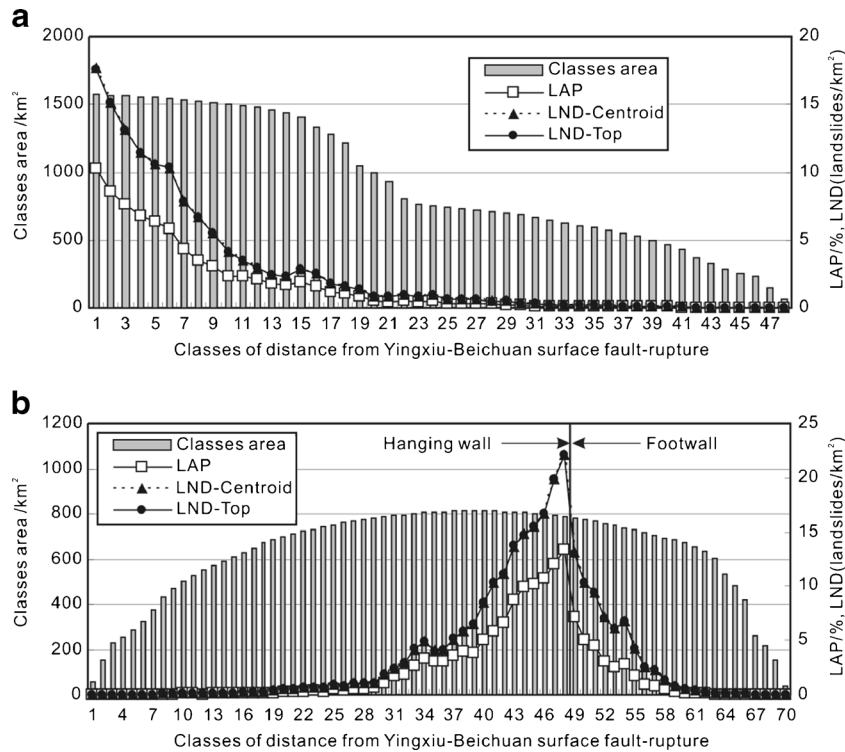 a
2000
1500
1000
500
0
Classes area /km²
20
15
10
5
0
LAP/%, LND(landslides/km²)
Classes area
LAP
LND-Centroid
LND-Top
1 3 5 7 9 11 13 15 17 19 21 23 25 27 29 31 33 35 37 39 41 43 45 47
Classes of distance from Yingxiu-Beichuan surface fault-rupture
b
1200
1000
800
600
400
200
0
Classes area /km²
25
20
15
10
5
0
LAP/%, LND(landslides/km²)
Classes area
LAP
LND-Centroid
LND-Top
Hanging wall
Footwall
1 4 7 10 13 16 19 22 25 28 31 34 37 40 43 46 49 52 55 58 61 64 67 70
Classes of distance from Yingxiu-Beichuan surface fault-rupture